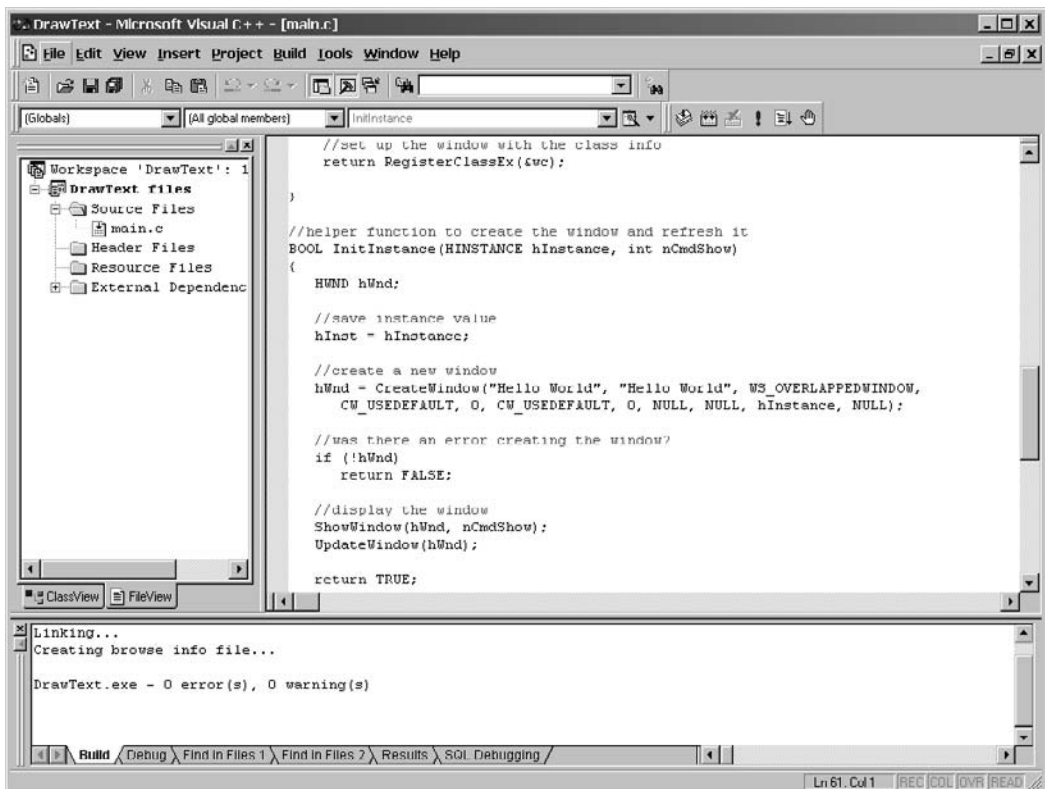 DrawText - Microsoft Visual C++ - [main.c]
File Edit View Insert Project Build Tools Window Help
(Globals) (All global members) InitInstance
Workspace 'DrawText': 1
DrawText files
Source Files
main.c
Header Files
Resource Files
External Dependenc
ClassView FileView
//set up the window with the class info
return RegisterClassEx(&wc);
}
//helper function to create the window and refresh it
BOOL InitInstance(HINSTANCE hInstance, int nCmdShow)
{
HWND hWnd;
//save instance value
hInst = hInstance;
//create a new window
hWnd = CreateWindow("Hello World", "Hello World", WS_OVERLAPPEDWINDOW,
CW_USEDEFAULT, 0, CW_USEDEFAULT, 0, NULL, NULL, hInstance, NULL);
//was there an error creating the window?
if (!hWnd)
return FALSE;
//display the window
ShowWindow(hWnd, nCmdShow);
UpdateWindow(hWnd);
return TRUE;
Linking...
Creating browse info file...
DrawText.exe - 0 error(s), 0 warning(s)
Build Debug Find in Files 1 Find in Files 2 Results SQL Debugging
Ln 61, Col 1 REC COL OVR READ